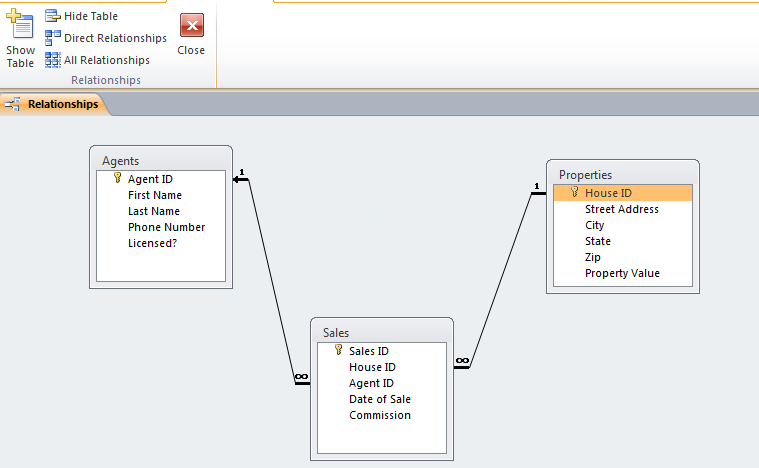 Show
Table
Hide Table
Direct Relationships
All Relationships
Close
Relationships
Relationships
Agents
Agent ID
First Name
Last Name
Phone Number
Licensed?
1
∞
Properties
House ID
Street Address
City
State
Zip
Property Value
1
∞
Sales
Sales ID
House ID
Agent ID
Date of Sale
Commission